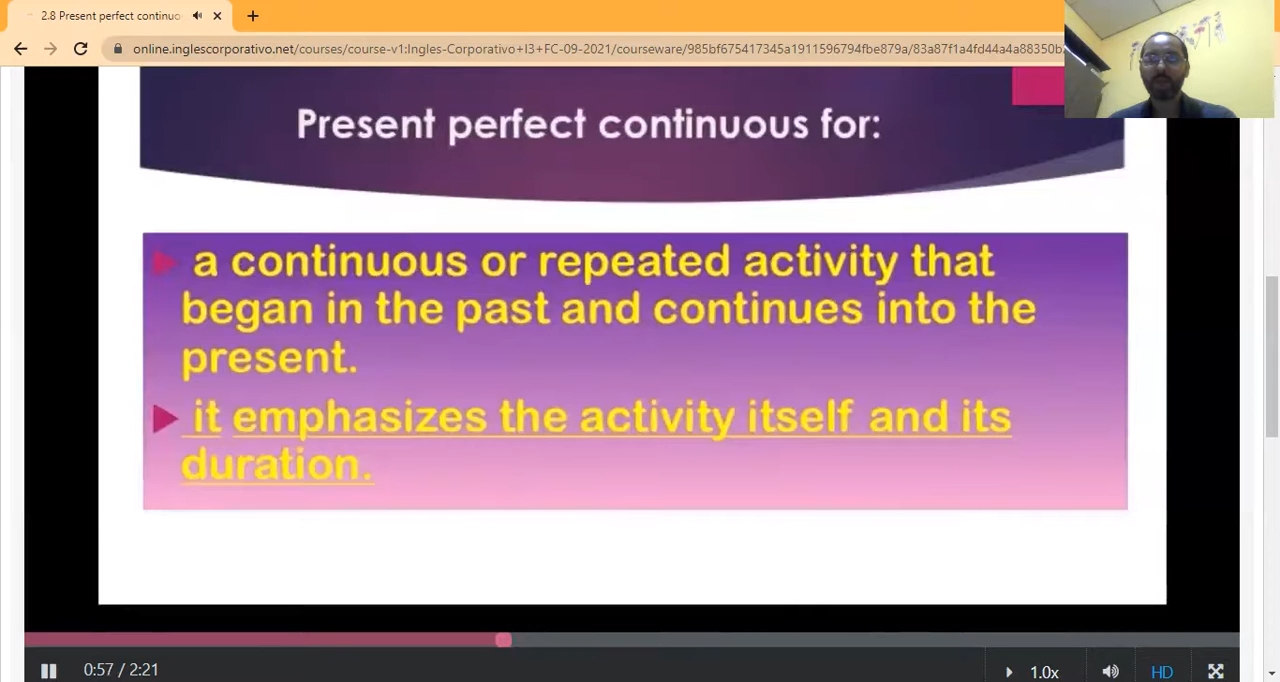 2.8 Present perfect continuo
online.inglescorporativo.net/courses/course-v1:Ingles-Corporativo+I3+FC-09-2021/courseware/985bf675417345a1911596794fbe879a/83a87f1a4fd44a4a88350b
Present perfect continuous for:
a continuous or repeated activity that
began in the past and continues into the
present.
it emphasizes the activity itself and its
duration.
0:57 / 2:21
1.0x
HD